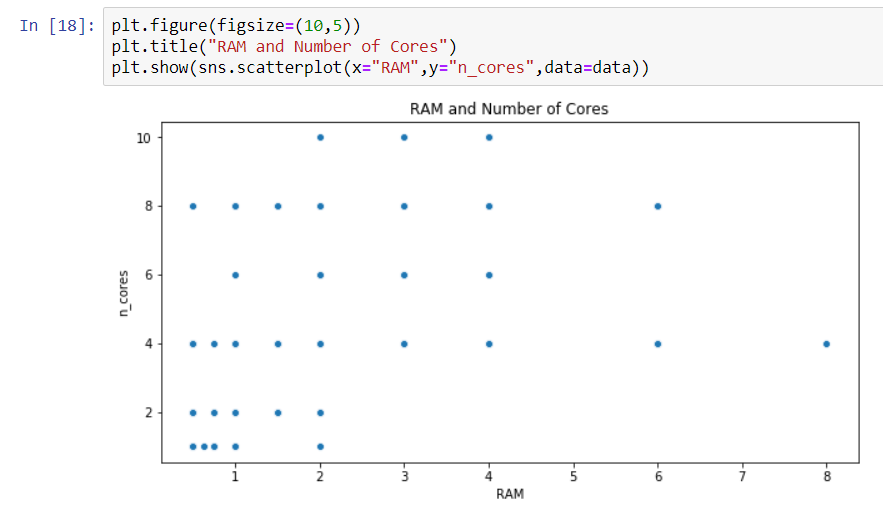 In [18]: plt.figure(figsize=(10,5))
plt.title("RAM and Number of Cores")
plt.show(sns.scatterplot(x="RAM",y="n_cores",data=data))
RAM and Number of Cores
10
8
6
4
2
n_cores
1 2 3 4 5 6 7 8
RAM